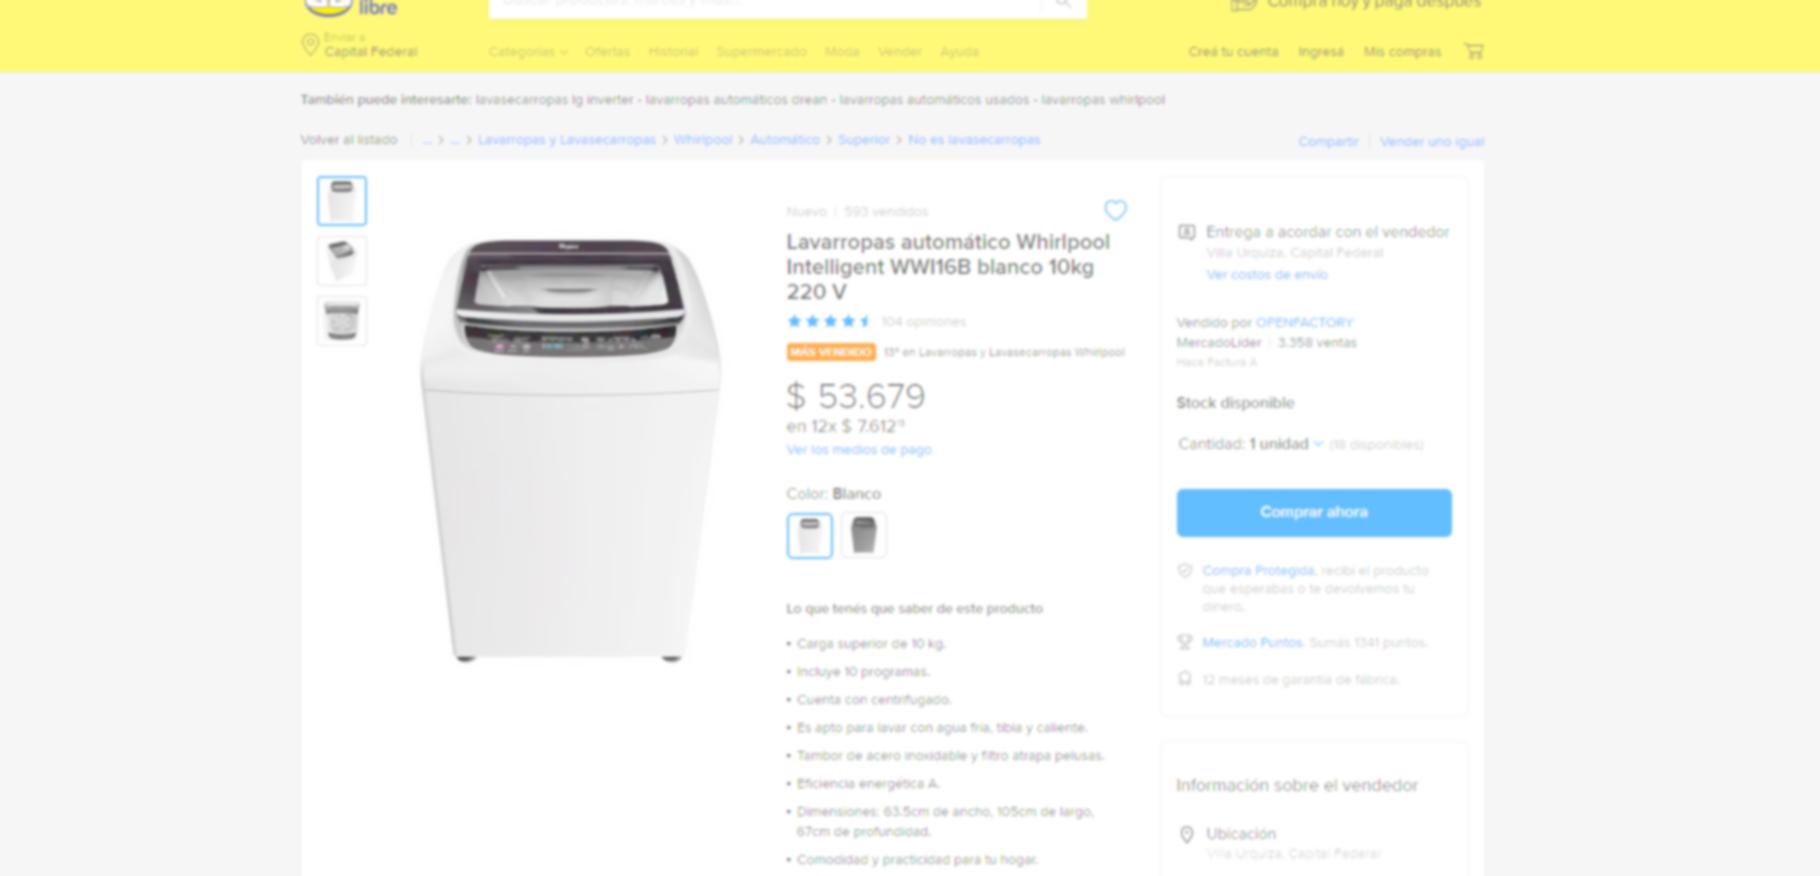 libre
Compra hoy y paga después
Enviar a
Capital Federal
Categorías Ofertas Historial Supermercado Moda Vender Ayuda
Creá tu cuenta Ingresá Mis compras
También puede interesarte: lavasecarropas lg inverter - lavarropas automáticos drean - lavarropas automáticos usados - lavarropas whirlpool
Volver al listado | ... > ... > Lavarropas y Lavasecarropas > Whirlpool > Automático > Superior > No es lavasecarropas
Compartir | Vender uno igual
Nuevo | 593 vendidos
Lavarropas automático Whirlpool
Intelligent WWI16B blanco 10kg
220 V
104 opiniones
MÁS VENDIDO 13º en Lavarropas y Lavasecarropas Whirlpool
$ 53.679
en 12x $ 7.612
Ver los medios de pago
Color: Blanco
Lo que tenés que saber de este producto
• Carga superior de 10 kg.
• Incluye 10 programas.
• Cuenta con centrifugado.
• Es apto para lavar con agua fría, tibia y caliente.
• Tambor de acero inoxidable y filtro atrapa pelusas.
• Eficiencia energética A.
• Dimensiones: 63.5cm de ancho, 105cm de largo,
67cm de profundidad.
• Comodidad y practicidad para tu hogar.
Entrega a acordar con el vendedor
Villa Urquiza, Capital Federal
Ver costos de envío
Vendido por OPENFACTORY
MercadoLíder | 3.358 ventas
Hace Factura A
Stock disponible
Cantidad: 1 unidad (18 disponibles)
Comprar ahora
Compra Protegida, recibí el producto
que esperabas o te devolvemos tu
dinero.
Mercado Puntos. Sumás 1341 puntos.
12 meses de garantía de fábrica.
Información sobre el vendedor
Ubicación
Villa Urquiza, Capital Federal